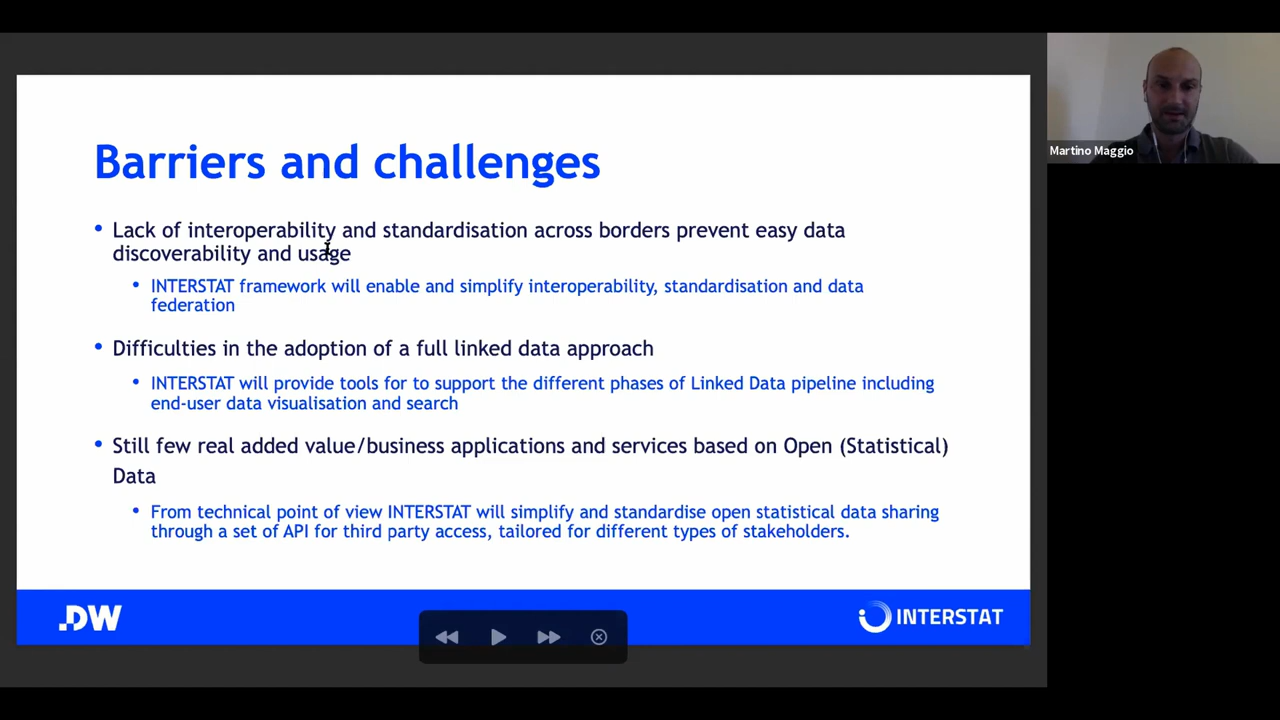 Barriers and challenges
• Lack of interoperability and standardisation across borders prevent easy data
discoverability and usage
• INTERSTAT framework will enable and simplify interoperability, standardisation and data
federation
• Difficulties in the adoption of a full linked data approach
• INTERSTAT will provide tools for to support the different phases of Linked Data pipeline including
end-user data visualisation and search
• Still few real added value/business applications and services based on Open (Statistical)
Data
• From technical point of view INTERSTAT will simplify and standardise open statistical data sharing
through a set of API for third party access, tailored for different types of stakeholders.
.DW
INTERSTAT
Martino Maggio